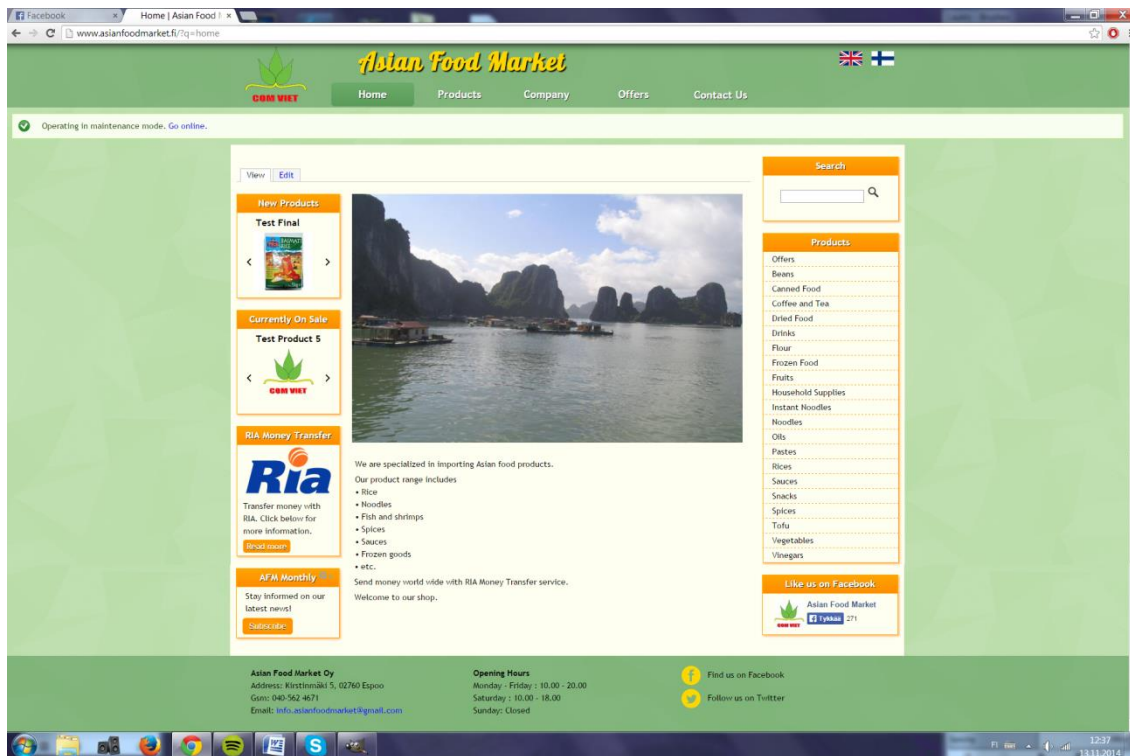 Facebook
Home | Asian Food
www.asianfoodmarket.fi/?q=home
Asian Food Market
COM VIET
Home
Products
Company
Offers
Contact Us
Operating in maintenance mode. Go online.
View
Edit
New Products
Test Final
BASMATI
RICE
Currently On Sale
Test Product 5
COM VIET
RIA Money Transfer
Ria
Transfer money with
RIA. Click below for
more information.
Read more
AFM Monthly
Stay informed on our
latest news!
Subscribe
We are specialized in importing Asian food products.
Our product range includes
• Rice
• Noodles
• Fish and shrimps
• Spices
• Sauces
• Frozen goods
• etc.
Send money world wide with RIA Money Transfer service.
Welcome to our shop.
Search
Products
Offers
Beans
Canned Food
Coffee and Tea
Dried Food
Drinks
Flour
Frozen Food
Fruits
Household Supplies
Instant Noodles
Noodles
Oils
Pastes
Rices
Sauces
Snacks
Spices
Tofu
Vegetables
Vinegars
Like us on Facebook
COM VIET
Asian Food Market
Tykkää 271
Asian Food Market Oy
Address: Kirstinmäki 5, 02760 Espoo
Gsm: 040-562 4671
Email: info.asianfoodmarket@gmail.com
Opening Hours
Monday - Friday : 10.00 - 20.00
Saturday : 10.00 - 18.00
Sunday: Closed
Find us on Facebook
Follow us on Twitter
FI
12:37
13.11.2014